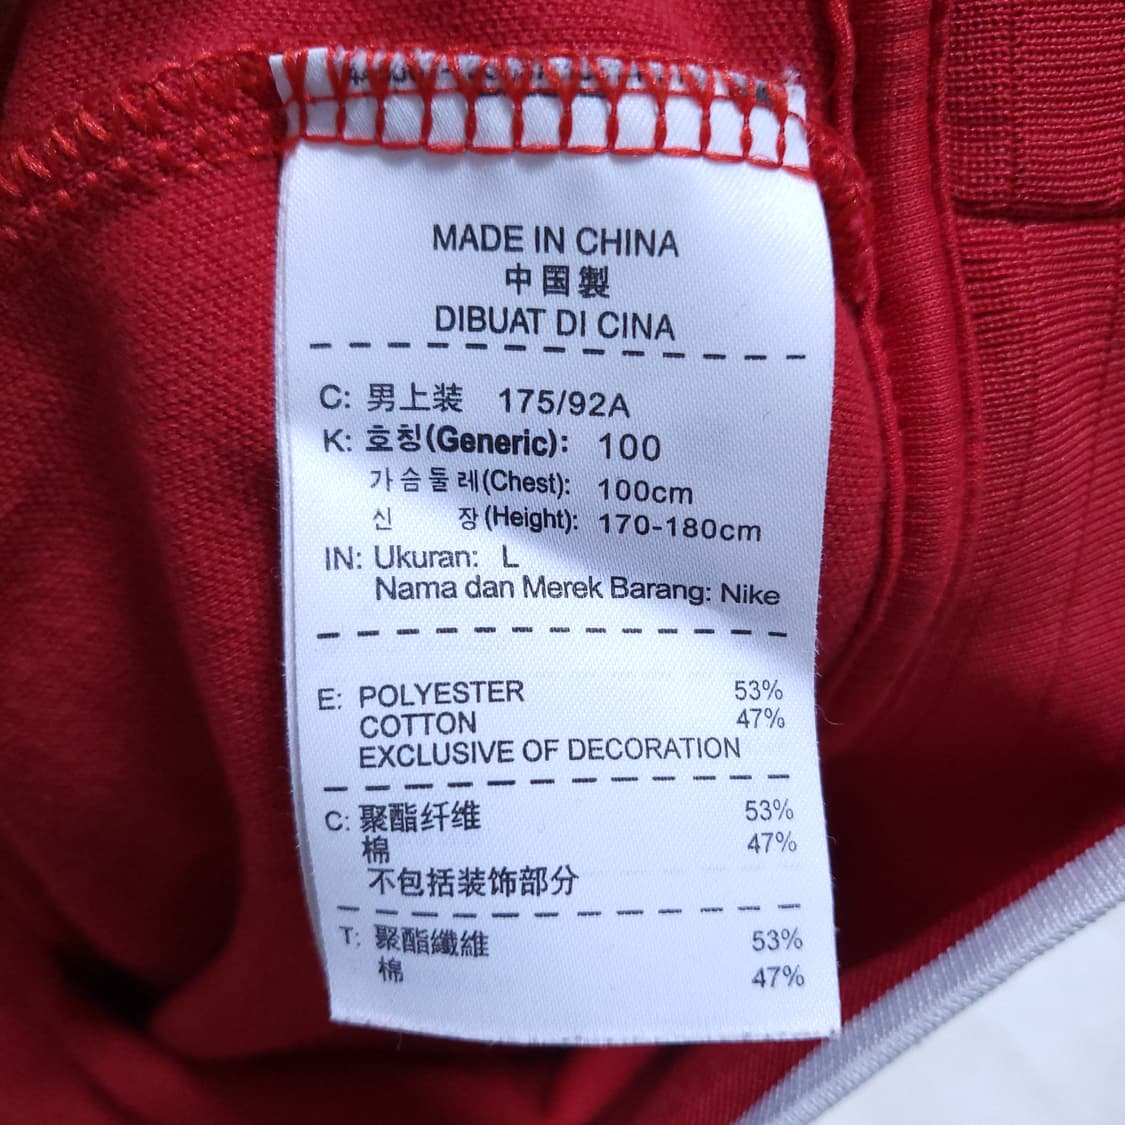 MADE IN CHINA
中国製
DIBUAT DI CINA
C: 男上装 175/92A
K: 호칭(Generic): 100
가슴둘레(Chest): 100cm
신 장(Height): 170-180cm
IN: Ukuran: L
Nama dan Merek Barang: Nike
E: POLYESTER 53%
COTTON 47%
EXCLUSIVE OF DECORATION
C: 聚酯纤维 53%
棉 47%
不包括装饰部分
T: 聚酯纖維 53%
棉 47%